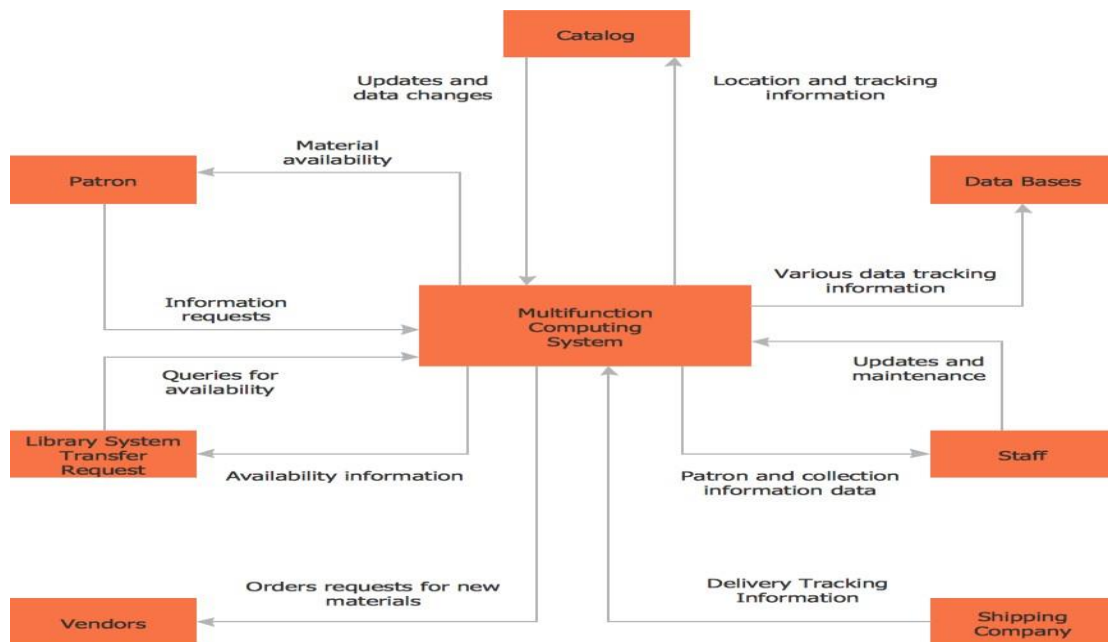 Catalog
Updates and
data changes
Location and tracking
information
Material
availability
Patron
Data Bases
Various data tracking
information
Information
requests
Multifunction
Computing
System
Queries for
availability
Updates and
maintenance
Library System
Transfer
Request
Availability information
Patron and collection
information data
Staff
Orders requests for new
materials
Delivery Tracking
Information
Vendors
Shipping
Company